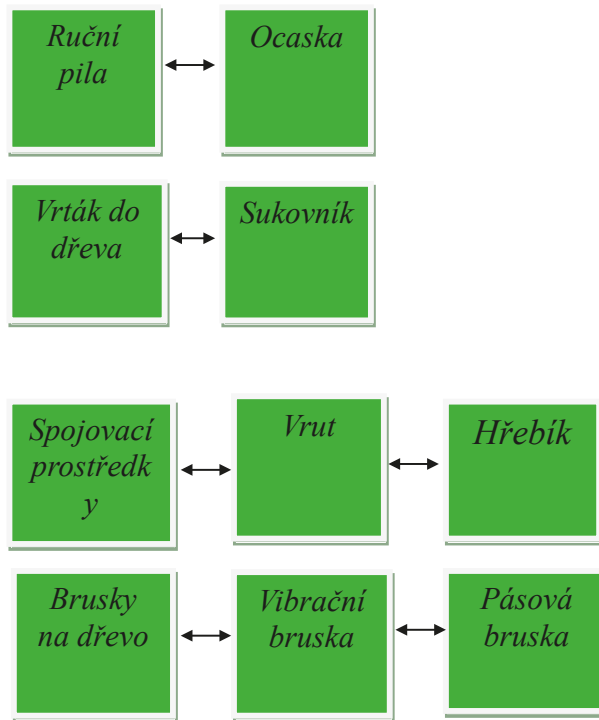 Ruční
pila
Ocaska
Vrták do
dřeva
Sukovník
Spojovací
prostředk
y
Vrut
Hřebík
Brusky
na dřevo
Vibrační
bruska
Pásová
bruska